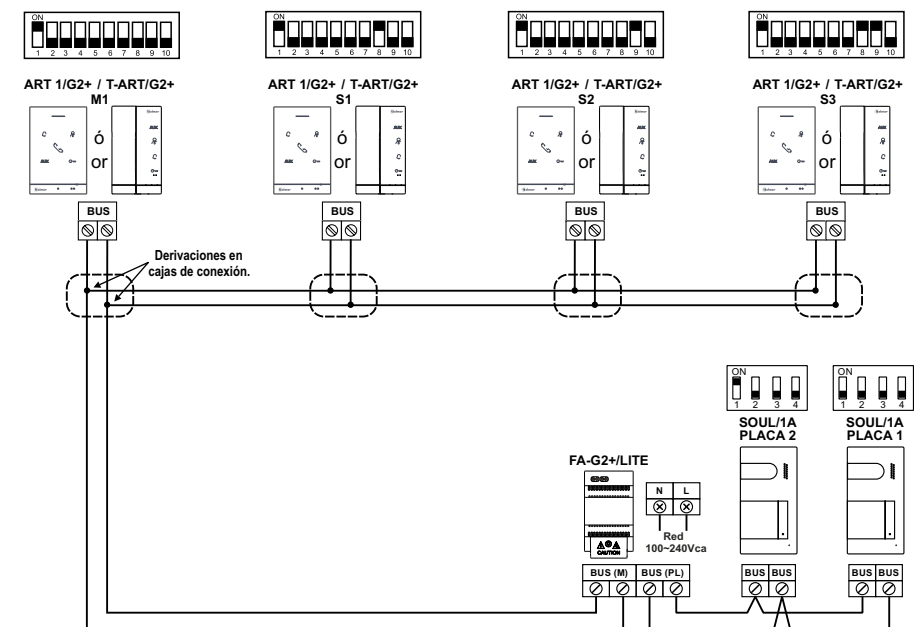 ON
1 2 3 4 5 6 7 8 9 10
ON
1 2 3 4 5 6 7 8 9 10
ON
1 2 3 4 5 6 7 8 9 10
ON
1 2 3 4 5 6 7 8 9 10
ART 1/G2+ / T-ART/G2+
M1
ART 1/G2+ / T-ART/G2+
S1
ART 1/G2+ / T-ART/G2+
S2
ART 1/G2+ / T-ART/G2+
S3
ó
or
ó
or
ó
or
ó
or
BUS
BUS
BUS
BUS
Derivaciones en
cajas de conexión.
ON
1 2 3 4
ON
1 2 3 4
SOUL/1A
PLACA 2
SOUL/1A
PLACA 1
FA-G2+/LITE
N L
Red
100~240Vca
CAUTION
BUS (M) BUS (PL)
BUS BUS
BUS BUS